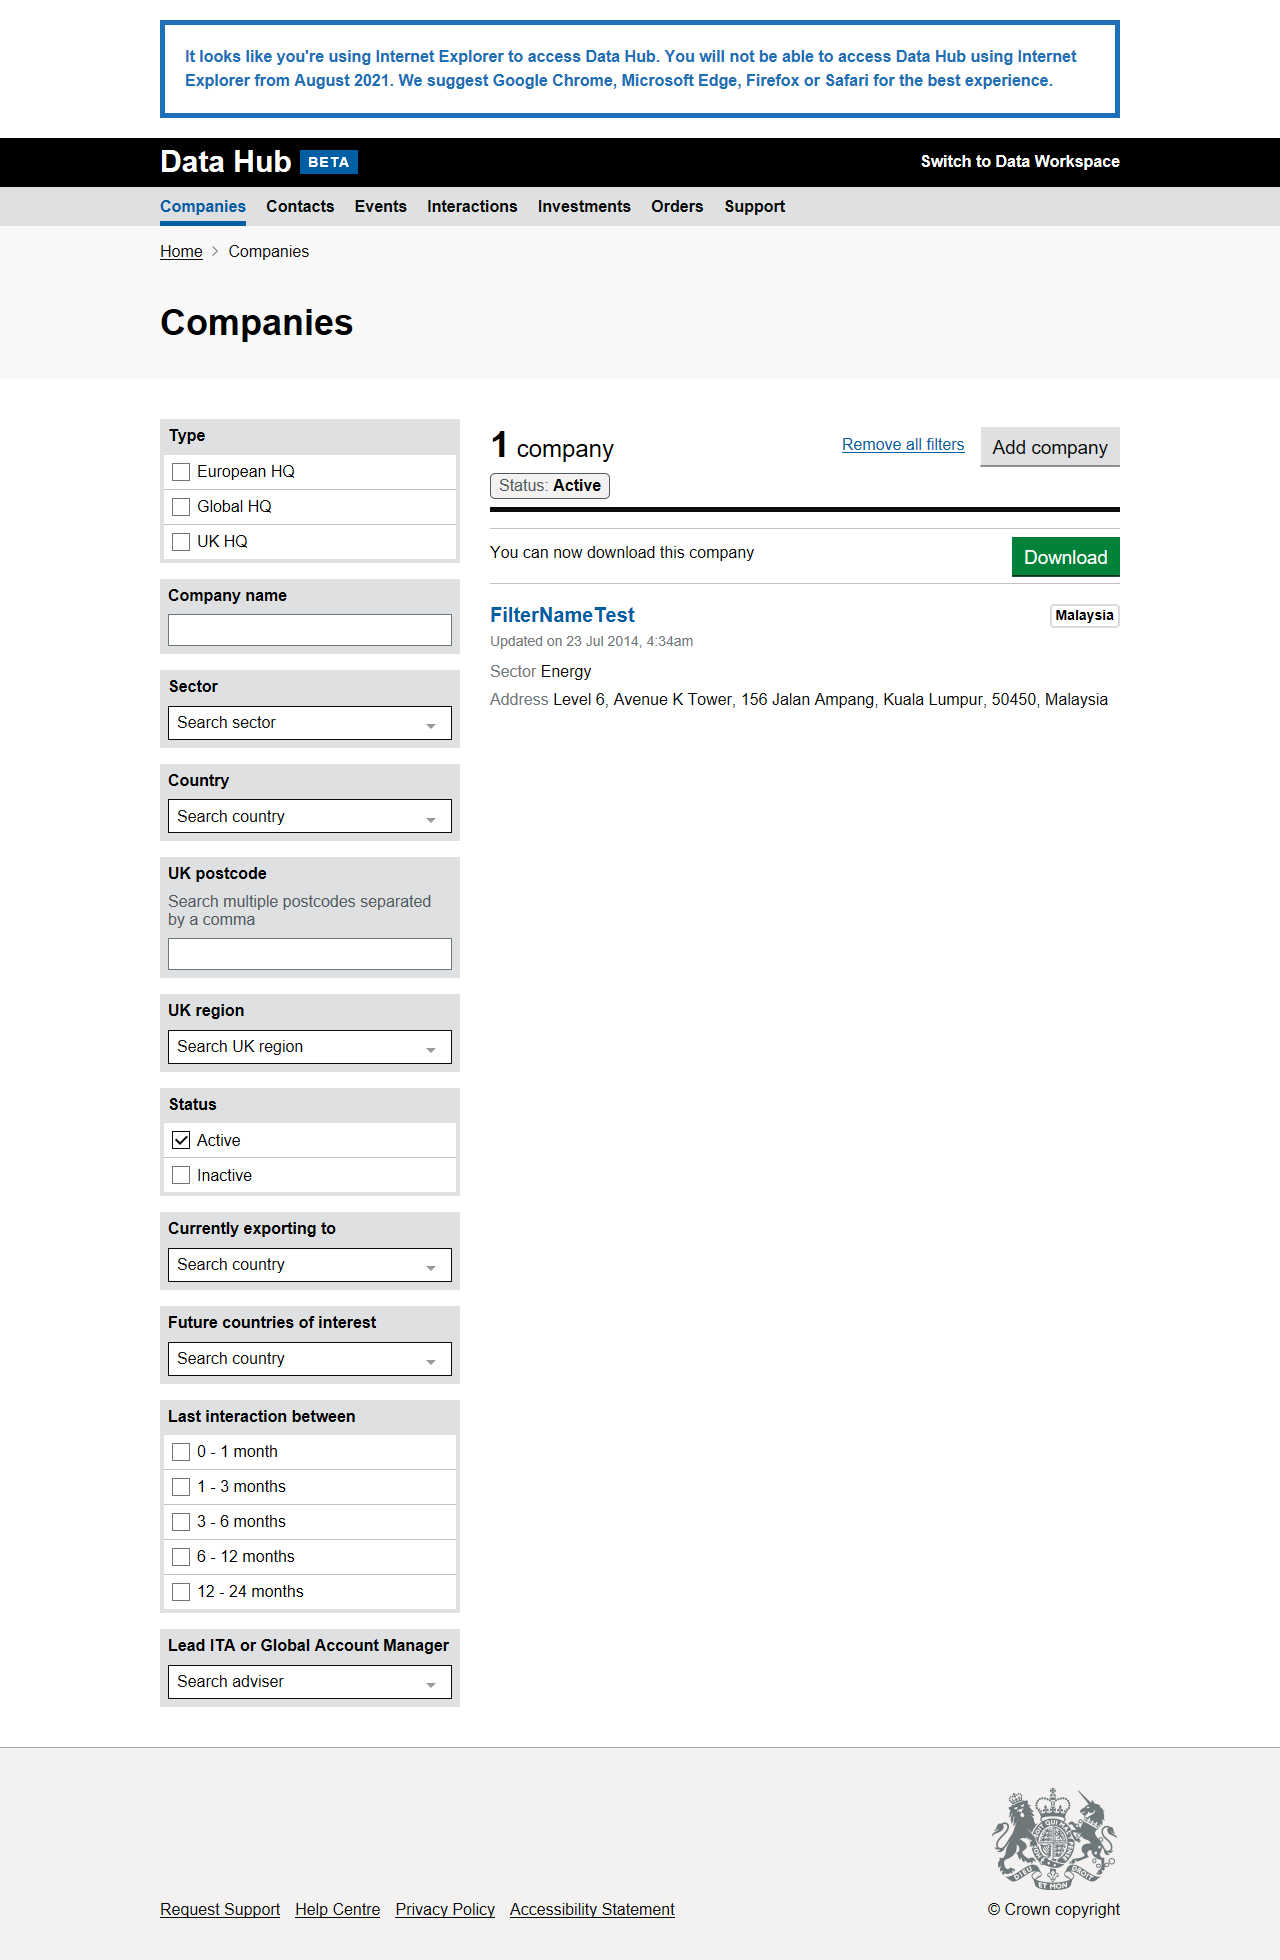 It looks like you're using Internet Explorer to access Data Hub. You will not be able to access Data Hub using Internet
Explorer from August 2021. We suggest Google Chrome, Microsoft Edge, Firefox or Safari for the best experience.
Data Hub BETA
Switch to Data Workspace
Companies Contacts Events Interactions Investments Orders Support
Home Companies
Companies
Type
European HQ
Global HQ
UK HQ
Company name
Sector
Search sector
Country
Search country
UK postcode
Search multiple postcodes separated
by a comma
UK region
Search UK region
Status
Active
Inactive
Currently exporting to
Search country
Future countries of interest
Search country
Last interaction between
0 - 1 month
1 - 3 months
3 - 6 months
6 - 12 months
12 - 24 months
Lead ITA or Global Account Manager
Search adviser
1 company
Remove all filters
Add company
Status: Active
You can now download this company
Download
FilterNameTest
Malaysia
Updated on 23 Jul 2014, 4:34am
Sector Energy
Address Level 6, Avenue K Tower, 156 Jalan Ampang, Kuala Lumpur, 50450, Malaysia
DIEU ET MON DROIT
Request Support Help Centre Privacy Policy Accessibility Statement
© Crown copyright